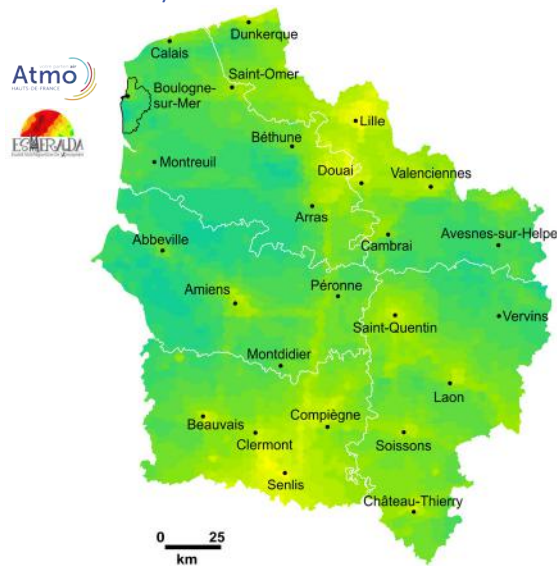 Dunkerque
Calais
Atmo
HAUTS-DE-FRANCE
Saint-Omer
Boulogne-
sur-Mer
Lille
ESMERALDA
Béthune
Montreuil
Douai
Valenciennes
Arras
Cambrai
Avesnes-sur-Helpe
Abbeville
Péronne
Amiens
Saint-Quentin
Vervins
Montdidier
Laon
Beauvais
Compiègne
Clermont
Soissons
Senlis
Château-Thierry
0 25
km